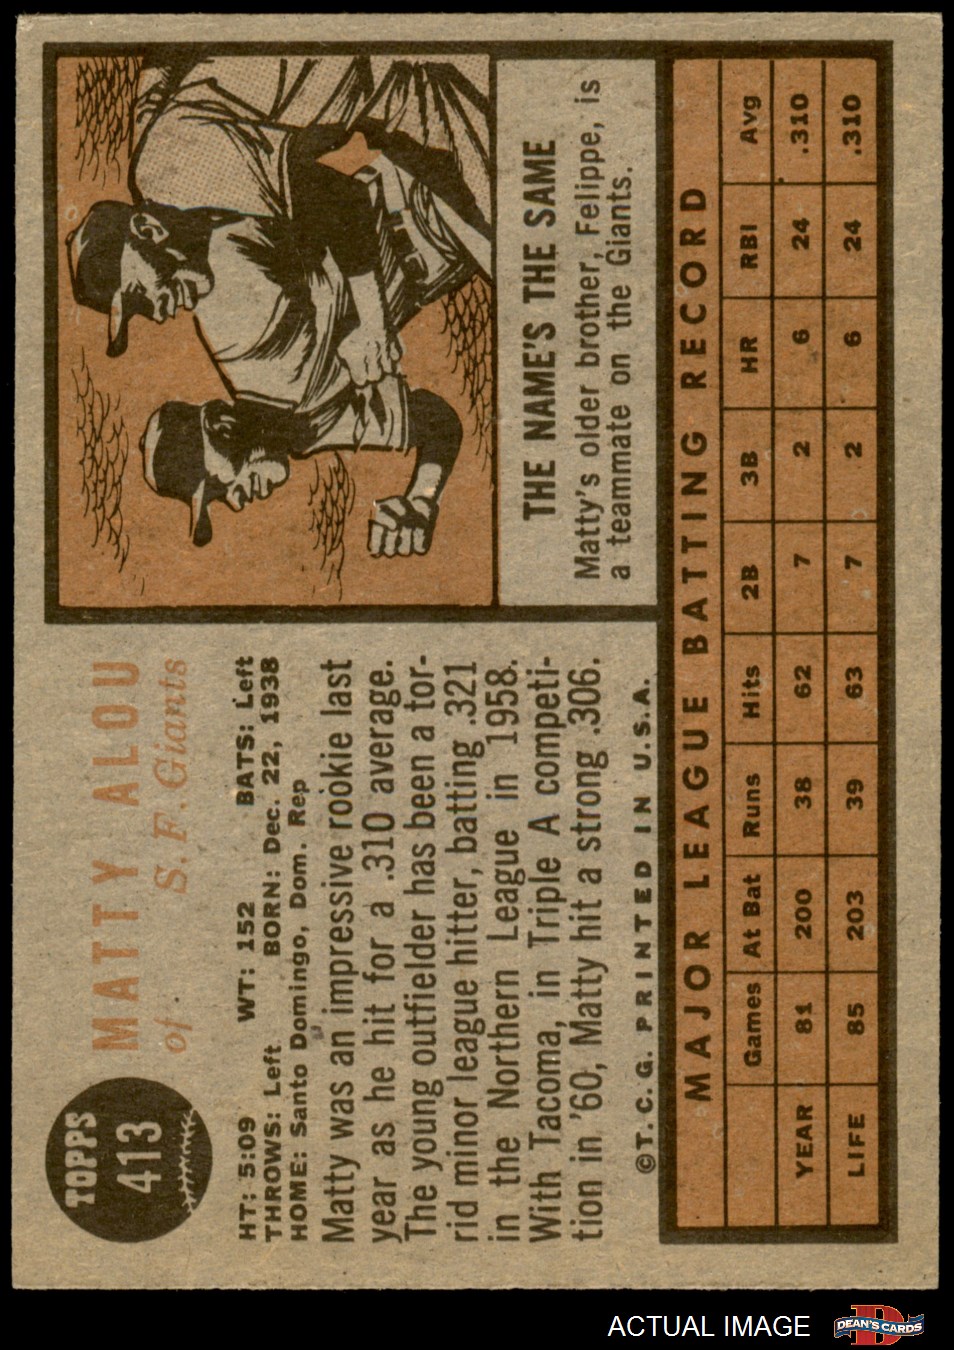 TOPPS
413
MATTY ALOU
of S. F. Giants
HT: 5:09 WT: 152 BATS: Left
THROWS: Left BORN: Dec. 22, 1938
HOME: Santo Domingo, Dom. Rep
Matty was an impressive rookie last
year as he hit for a .310 average.
The young outfielder has been a tor-
rid minor league hitter, batting .321
in the Northern League in 1958.
With Tacoma, in Triple A competi-
tion in '60, Matty hit a strong .306.
©T. C. G. PRINTED IN U.S.A.
THE NAME'S THE SAME
Matty's older brother, Felippe, is
a teammate on the Giants.
MAJOR LEAGUE BATTING RECORD
Games At Bat Runs Hits 2B 3B HR RBI Avg
YEAR 81 200 38 62 7 2 6 24 .310
LIFE 85 203 39 63 7 2 6 24 .310
ACTUAL IMAGE
D
DEAN'S CARDS